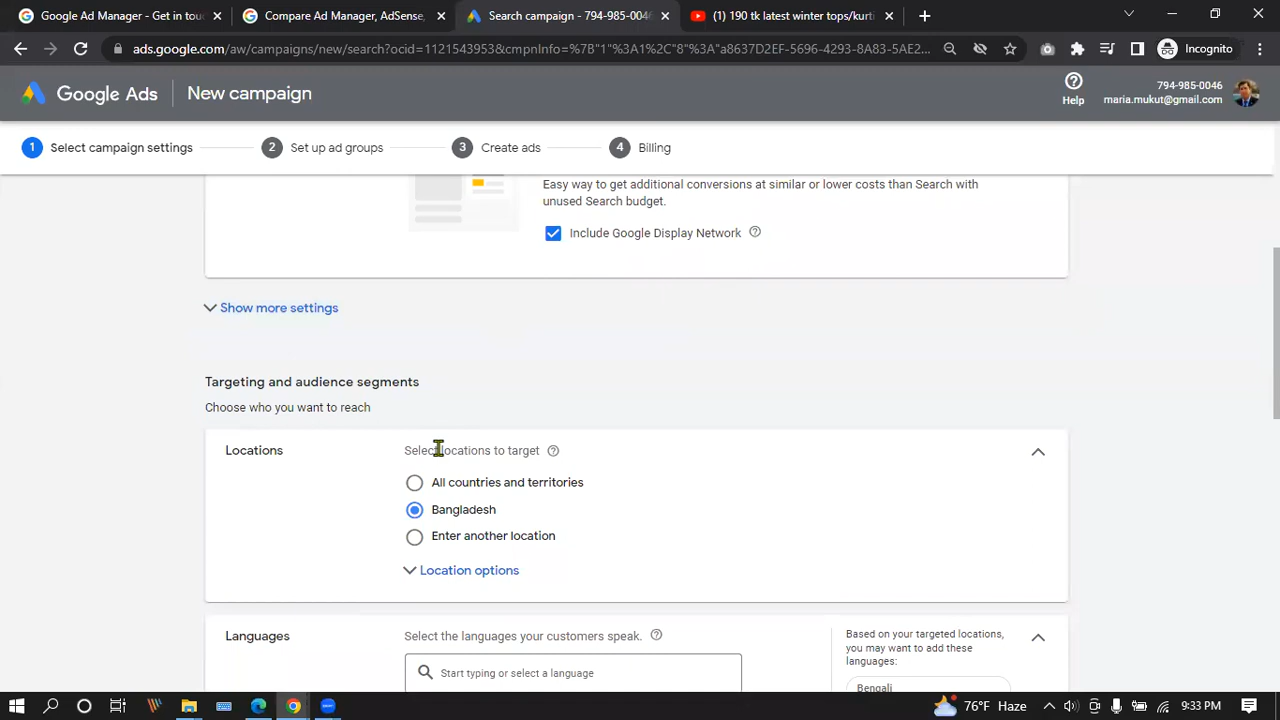 Google Ad Manager - Get in touc
Compare Ad Manager, AdSense,
Search campaign - 794-985-0046
(1) 190 tk latest winter tops/kurti
ads.google.com/aw/campaigns/new/search?ocid=1121543953&cmpnInfo=%7B"1"%3A1%2C"8"%3A"a8637D2EF-5696-4293-8A83-5AE2...
Incognito
Google Ads
New campaign
Help
794-985-0046
maria.mukut@gmail.com
1 Select campaign settings
2 Set up ad groups
3 Create ads
4 Billing
Easy way to get additional conversions at similar or lower costs than Search with
unused Search budget.
Include Google Display Network
Show more settings
Targeting and audience segments
Choose who you want to reach
Locations
Select locations to target
All countries and territories
Bangladesh
Enter another location
Location options
Languages
Select the languages your customers speak.
Start typing or select a language
Based on your targeted locations,
you may want to add these
languages:
Bengali
76°F Haze
9:33 PM